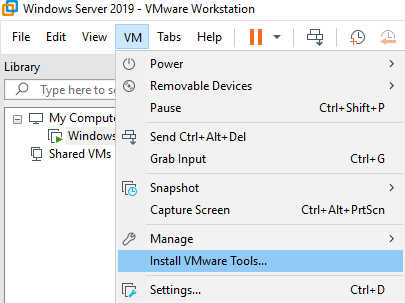 Windows Server 2019 - VMware Workstation
File Edit View VM Tabs Help
Library
Type here to se
My Compute
Windows
Shared VMs
Power
Removable Devices
Pause Ctrl+Shift+P
Send Ctrl+Alt+Del
Grab Input Ctrl+G
Snapshot
Capture Screen Ctrl+Alt+PrtScn
Manage
Install VMware Tools...
Settings... Ctrl+D